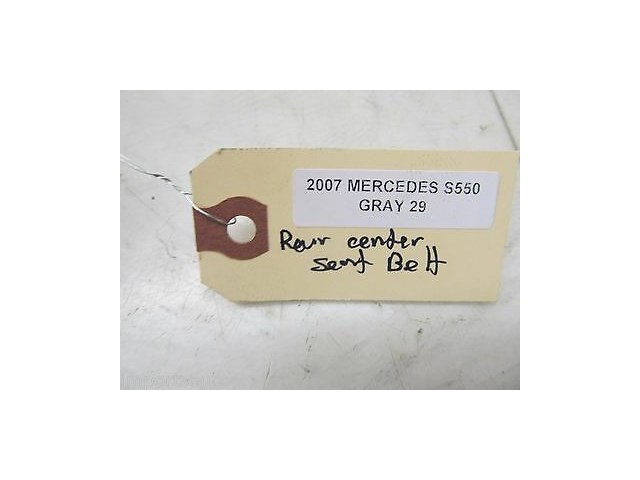 2007 MERCEDES S550
GRAY 29
Rear center
seat Belt